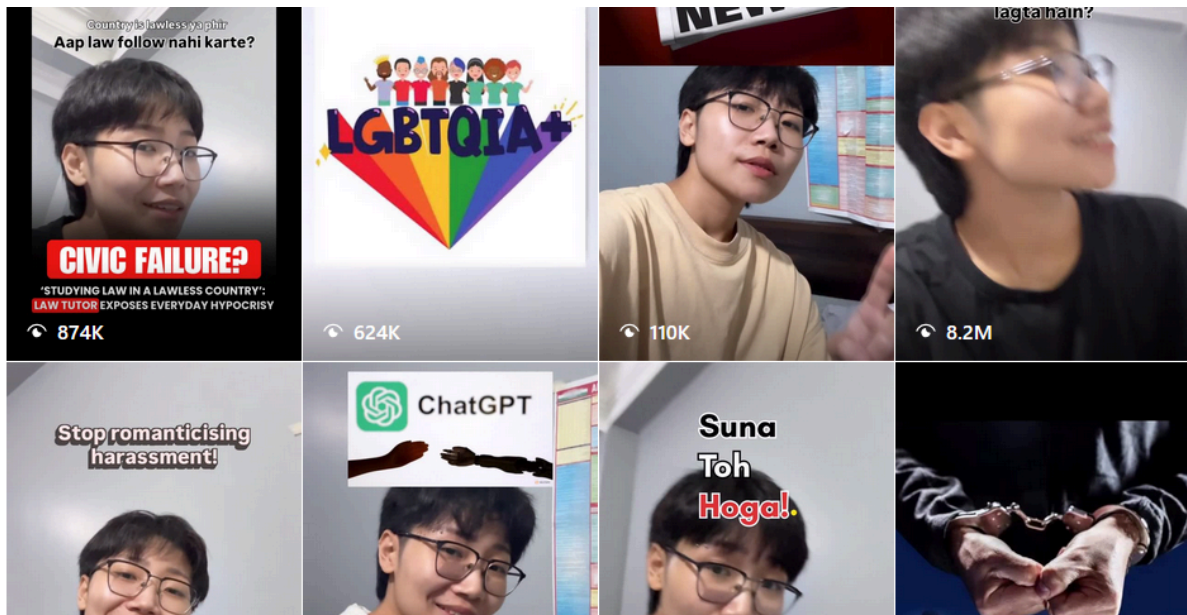 Country is lawless ya phir
Aap law follow nahi karte?
CIVIC FAILURE?
'STUDYING LAW IN A LAWLESS COUNTRY':
LAW TUTOR EXPOSES EVERYDAY HYPOCRISY
874K
LGBTQIA+
624K
NEWS
110K
lagta hain?
8.2M
Stop romanticising
harassment!
ChatGPT
Suna
Toh
Hoga!.